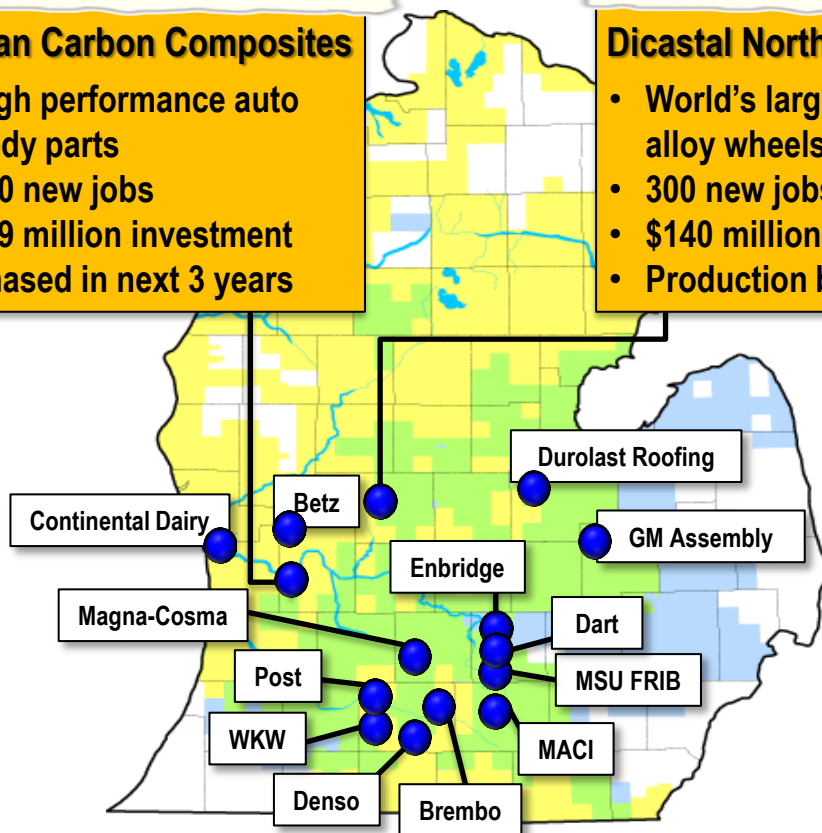 an Carbon Composites
gh performance auto
dy parts
0 new jobs
9 million investment
ased in next 3 years
Dicastal North
• World's larg
alloy wheels
• 300 new jobs
• $140 million
• Production b
Durolast Roofing
Betz
Continental Dairy
GM Assembly
Enbridge
Magna-Cosma
Dart
Post
MSU FRIB
WKW
MACI
Denso
Brembo